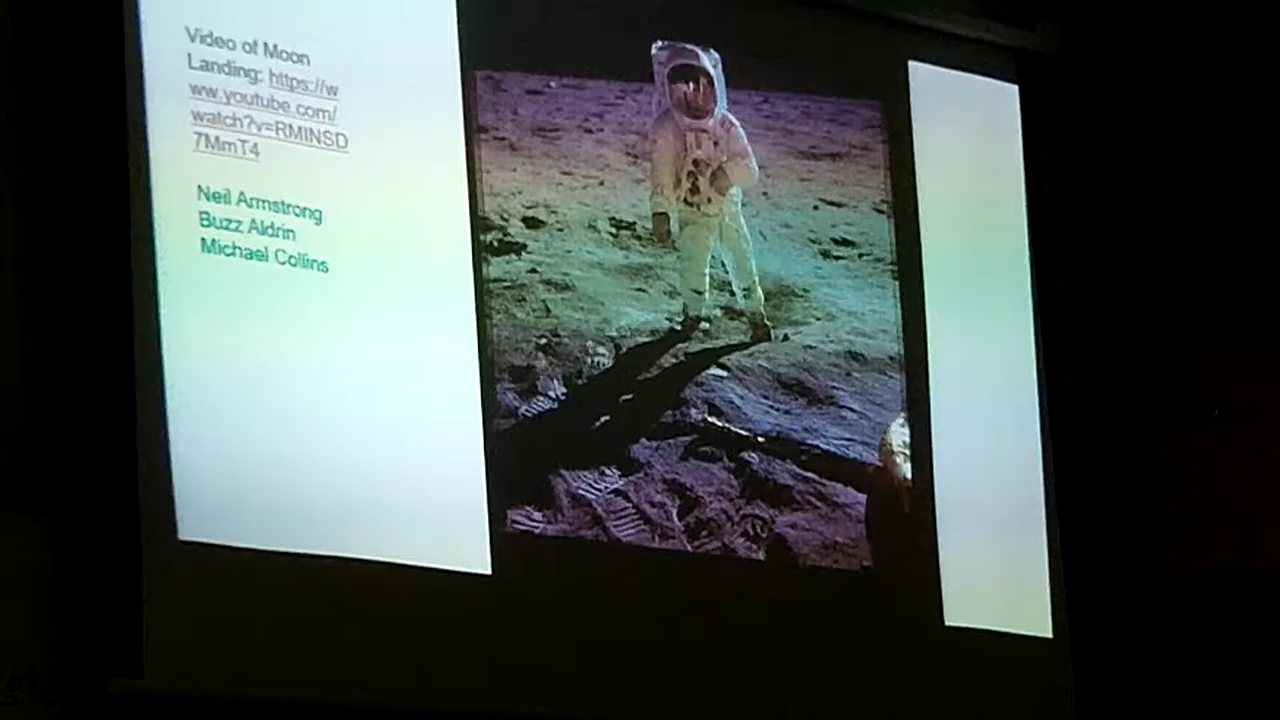 Video of Moon
Landing: https://w
ww.youtube.com/
watch?v=RMINSD
7MmT4
Neil Armstrong
Buzz Aldrin
Michael Collins